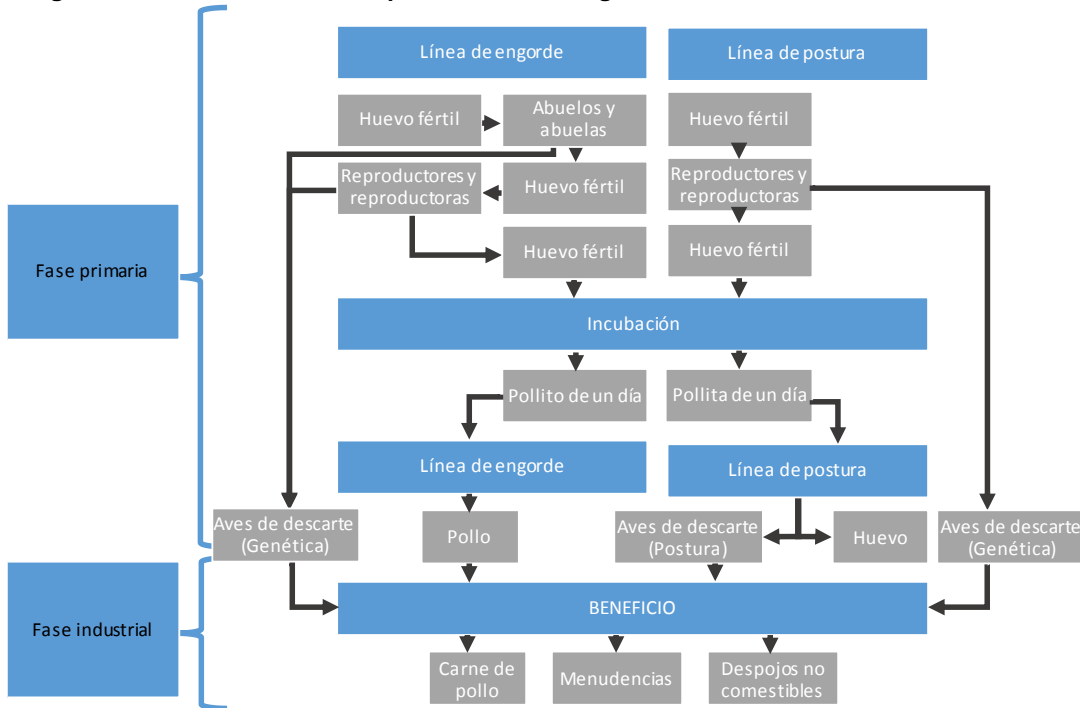 Línea de engorde
Línea de postura
Huevo fértil
Abuelos y
abuelas
Huevo fértil
Reproductores y
reproductoras
Huevo fértil
Reproductores y
reproductoras
Huevo fértil
Huevo fértil
Fase primaria
Incubación
Pollito de un día
Pollita de un día
Línea de engorde
Línea de postura
Aves de descarte
(Genética)
Pollo
Aves de descarte
(Postura)
Huevo
Aves de descarte
(Genética)
Fase industrial
BENEFICIO
Carne de
pollo
Menudencias
Despojos no
comestibles